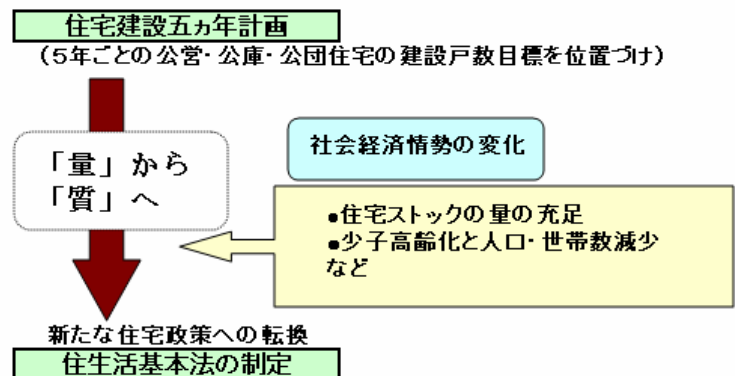 住宅建設五ヵ年計画
(5年ごとの公営・公庫・公団住宅の建設戸数目標を位置づけ)
社会経済情勢の変化
「量」から
「質」へ
●住宅ストックの量の充足
●少子高齢化と人口・世帯数減少
など
新たな住宅政策への転換
住生活基本法の制定